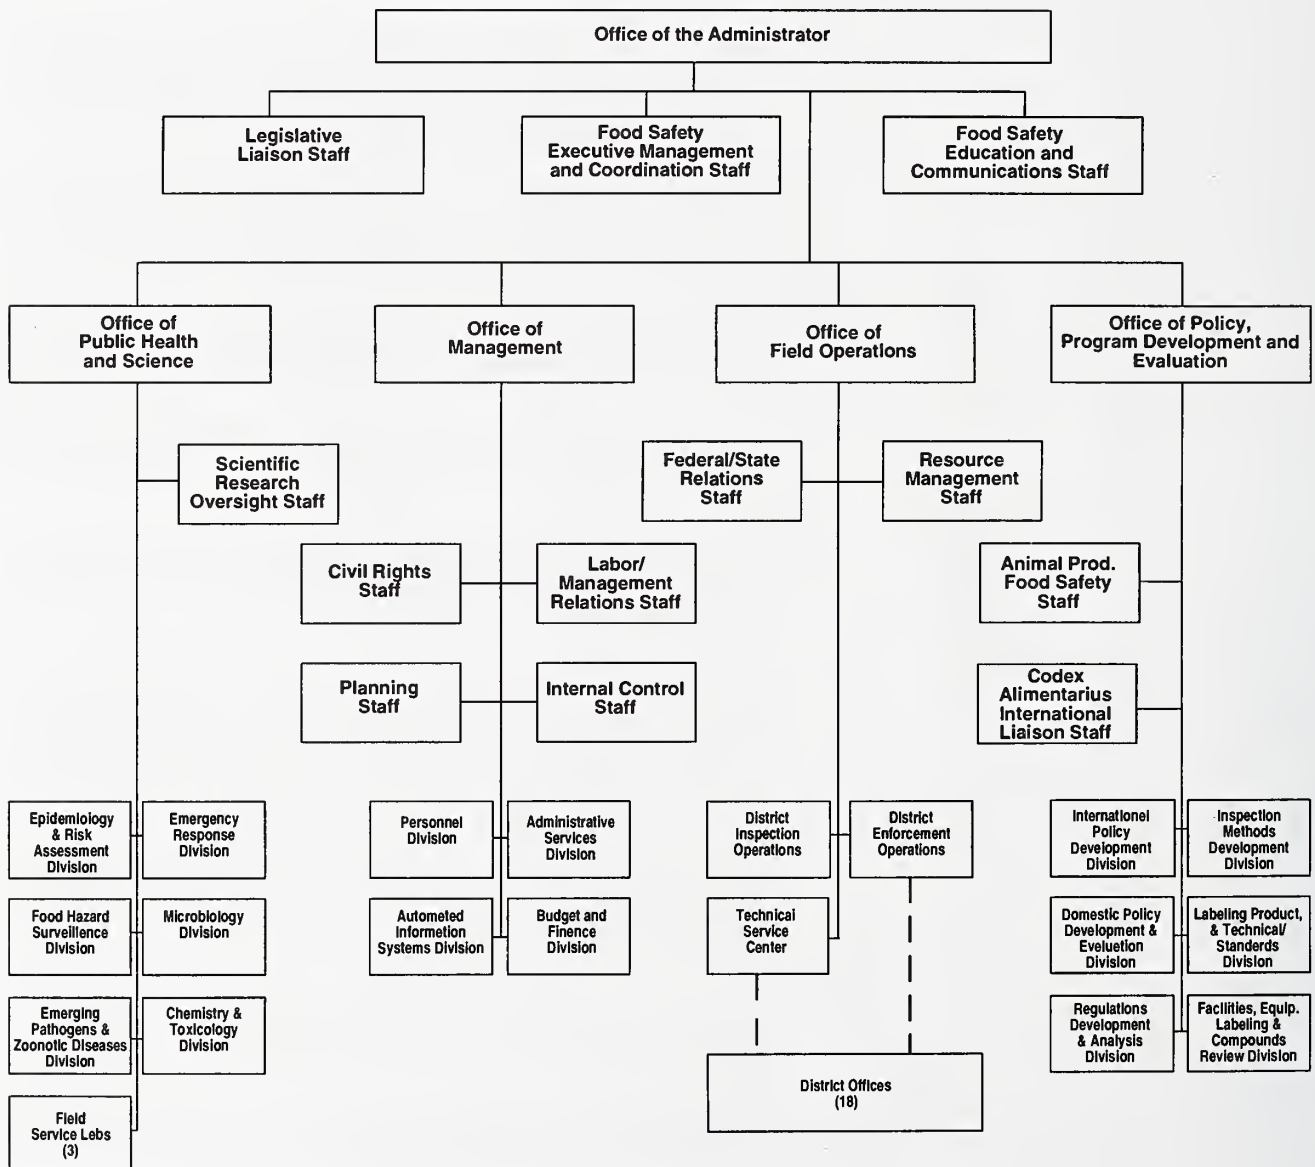 Office of the Administrator
Legislative
Liaison Staff
Food Safety
Executive Management
and Coordination Staff
Food Safety
Education and
Communications Staff
Office of
Public Health
and Science
Office of
Management
Office of
Field Operations
Office of Policy,
Program Development and
Evaluation
Scientific
Research
Oversight Staff
Federal/State
Relations
Staff
Resource
Management
Staff
Civil Rights
Staff
Labor/
Management
Relations Staff
Animal Prod.
Food Safety
Staff
Planning
Staff
Internal Control
Staff
Codex
Alimentarius
International
Liaison Staff
Epidemiology
& Risk
Assessment
Division
Emergency
Response
Division
Personnel
Division
Administrative
Services
Division
District
Inspection
Operations
District
Enforcement
Operations
Internationel
Policy
Development
Division
Inspection
Methods
Development
Division
Food Hazard
Surveillence
Division
Microbiology
Division
Autometed
Informetion
Systems Division
Budget and
Finence
Division
Technical
Service
Center
Domestic Policy
Development &
Eveluetion
Division
Labeling Product,
& Technical/
Standerds
Division
Emerging
Pathogens &
Zoonotic Diseases
Division
Chemistry &
Toxicology
Division
Regulations
Development
& Analysis
Division
Facilities, Equip.
Labeling &
Compounds
Review Division
District Offices
(18)
Field
Service Lebs
(3)